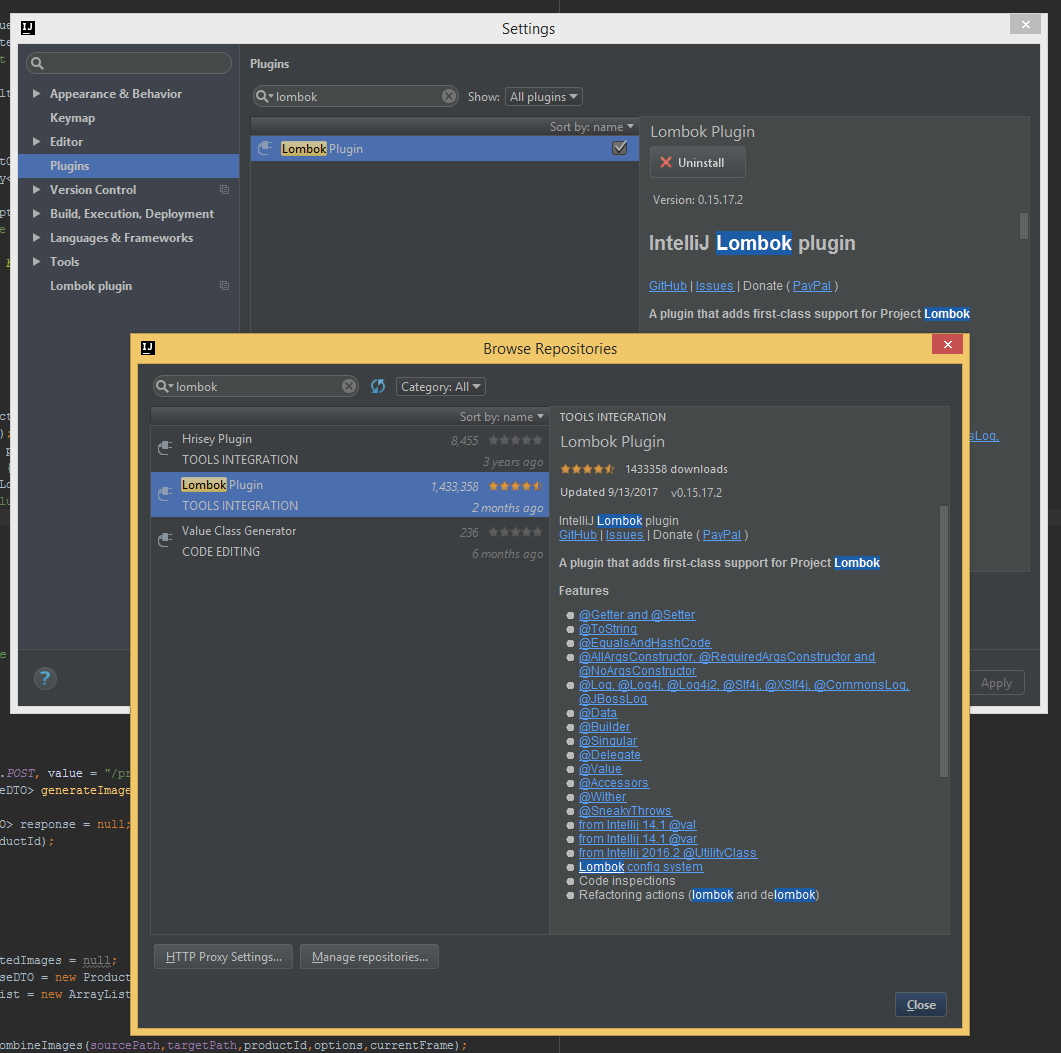 Settings
Plugins
lombok
Show: All plugins
Appearance & Behavior
Keymap
Editor
Plugins
Version Control
Build, Execution, Deployment
Languages & Frameworks
Tools
Lombok plugin
Sort by: name
Lombok Plugin
Lombok Plugin
Uninstall
Version: 0.15.17.2
IntelliJ Lombok plugin
GitHub | Issues | Donate ( PayPal )
A plugin that adds first-class support for Project Lombok
Apply
?
Browse Repositories
lombok
Category: All
Sort by: name
Hrisey Plugin 8,455
TOOLS INTEGRATION 3 years ago
Lombok Plugin 1,433,358
TOOLS INTEGRATION 2 months ago
Value Class Generator 236
CODE EDITING 6 months ago
TOOLS INTEGRATION
Lombok Plugin
1433358 downloads
Updated 9/13/2017 v0.15.17.2
IntelliJ Lombok plugin
GitHub | Issues | Donate ( PayPal )
A plugin that adds first-class support for Project Lombok
Features
@Getter and @Setter
@ToString
@EqualsAndHashCode
@AllArgsConstructor, @RequiredArgsConstructor and
@NoArgsConstructor
@Log, @Log4j, @Log4j2, @Slf4j, @XSlf4j, @CommonsLog,
@JBossLog
@Data
@Builder
@Singular
@Delegate
@Value
@Accessors
@Wither
@SneakyThrows
from Intellij 14.1 @val
from Intellij 14.1 @var
from Intellij 2016.2 @UtilityClass
Lombok config system
Code inspections
Refactoring actions (lombok and delombok)
HTTP Proxy Settings...
Manage repositories...
Close
.POST, value = "/pr
eDTO> generateImage
O> response = null;
ductId);
tedImages = null;
seDTO = new Product
ist = new ArrayList
ombineImages(sourcePath,targetPath,productId,options,currentFrame);